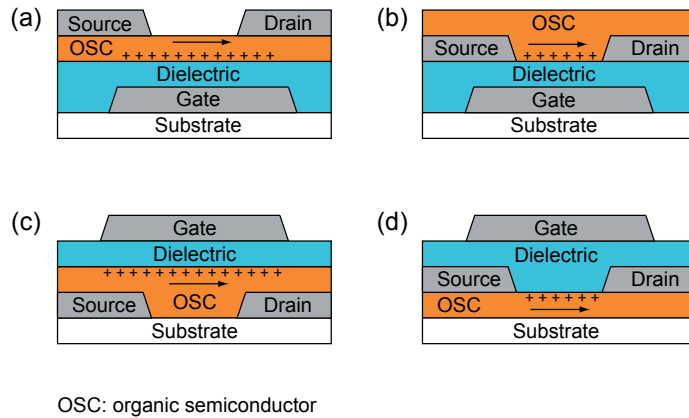 (a)
Source
Drain
OSC
+ + + + + + + + + + + +
Dielectric
Gate
Substrate
(b)
OSC
Source
Drain
+ + + + + +
Dielectric
Gate
Substrate
(c)
Gate
Dielectric
+ + + + + + + + + + + + + +
Source
OSC
Drain
Substrate
(d)
Gate
Dielectric
Source
Drain
+ + + + + +
OSC
Substrate
OSC: organic semiconductor